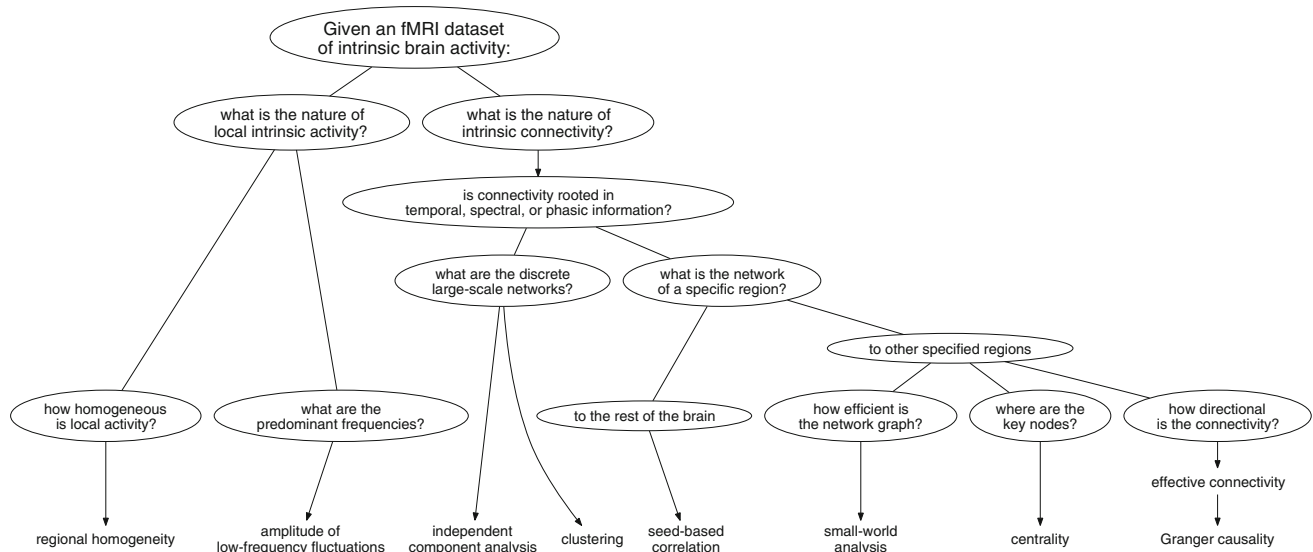 Given an fMRI dataset
of intrinsic brain activity:
what is the nature of
local intrinsic activity?
what is the nature of
intrinsic connectivity?
is connectivity rooted in
temporal, spectral, or phasic information?
what are the discrete
large-scale networks?
what is the network
of a specific region?
to other specified regions
how homogeneous
is local activity?
what are the
predominant frequencies?
to the rest of the brain
how efficient is
the network graph?
where are the
key nodes?
how directional
is the connectivity?
effective connectivity
regional homogeneity
amplitude of
low-frequency fluctuations
independent
component analysis
clustering
seed-based
correlation
small-world
analysis
centrality
Granger causality